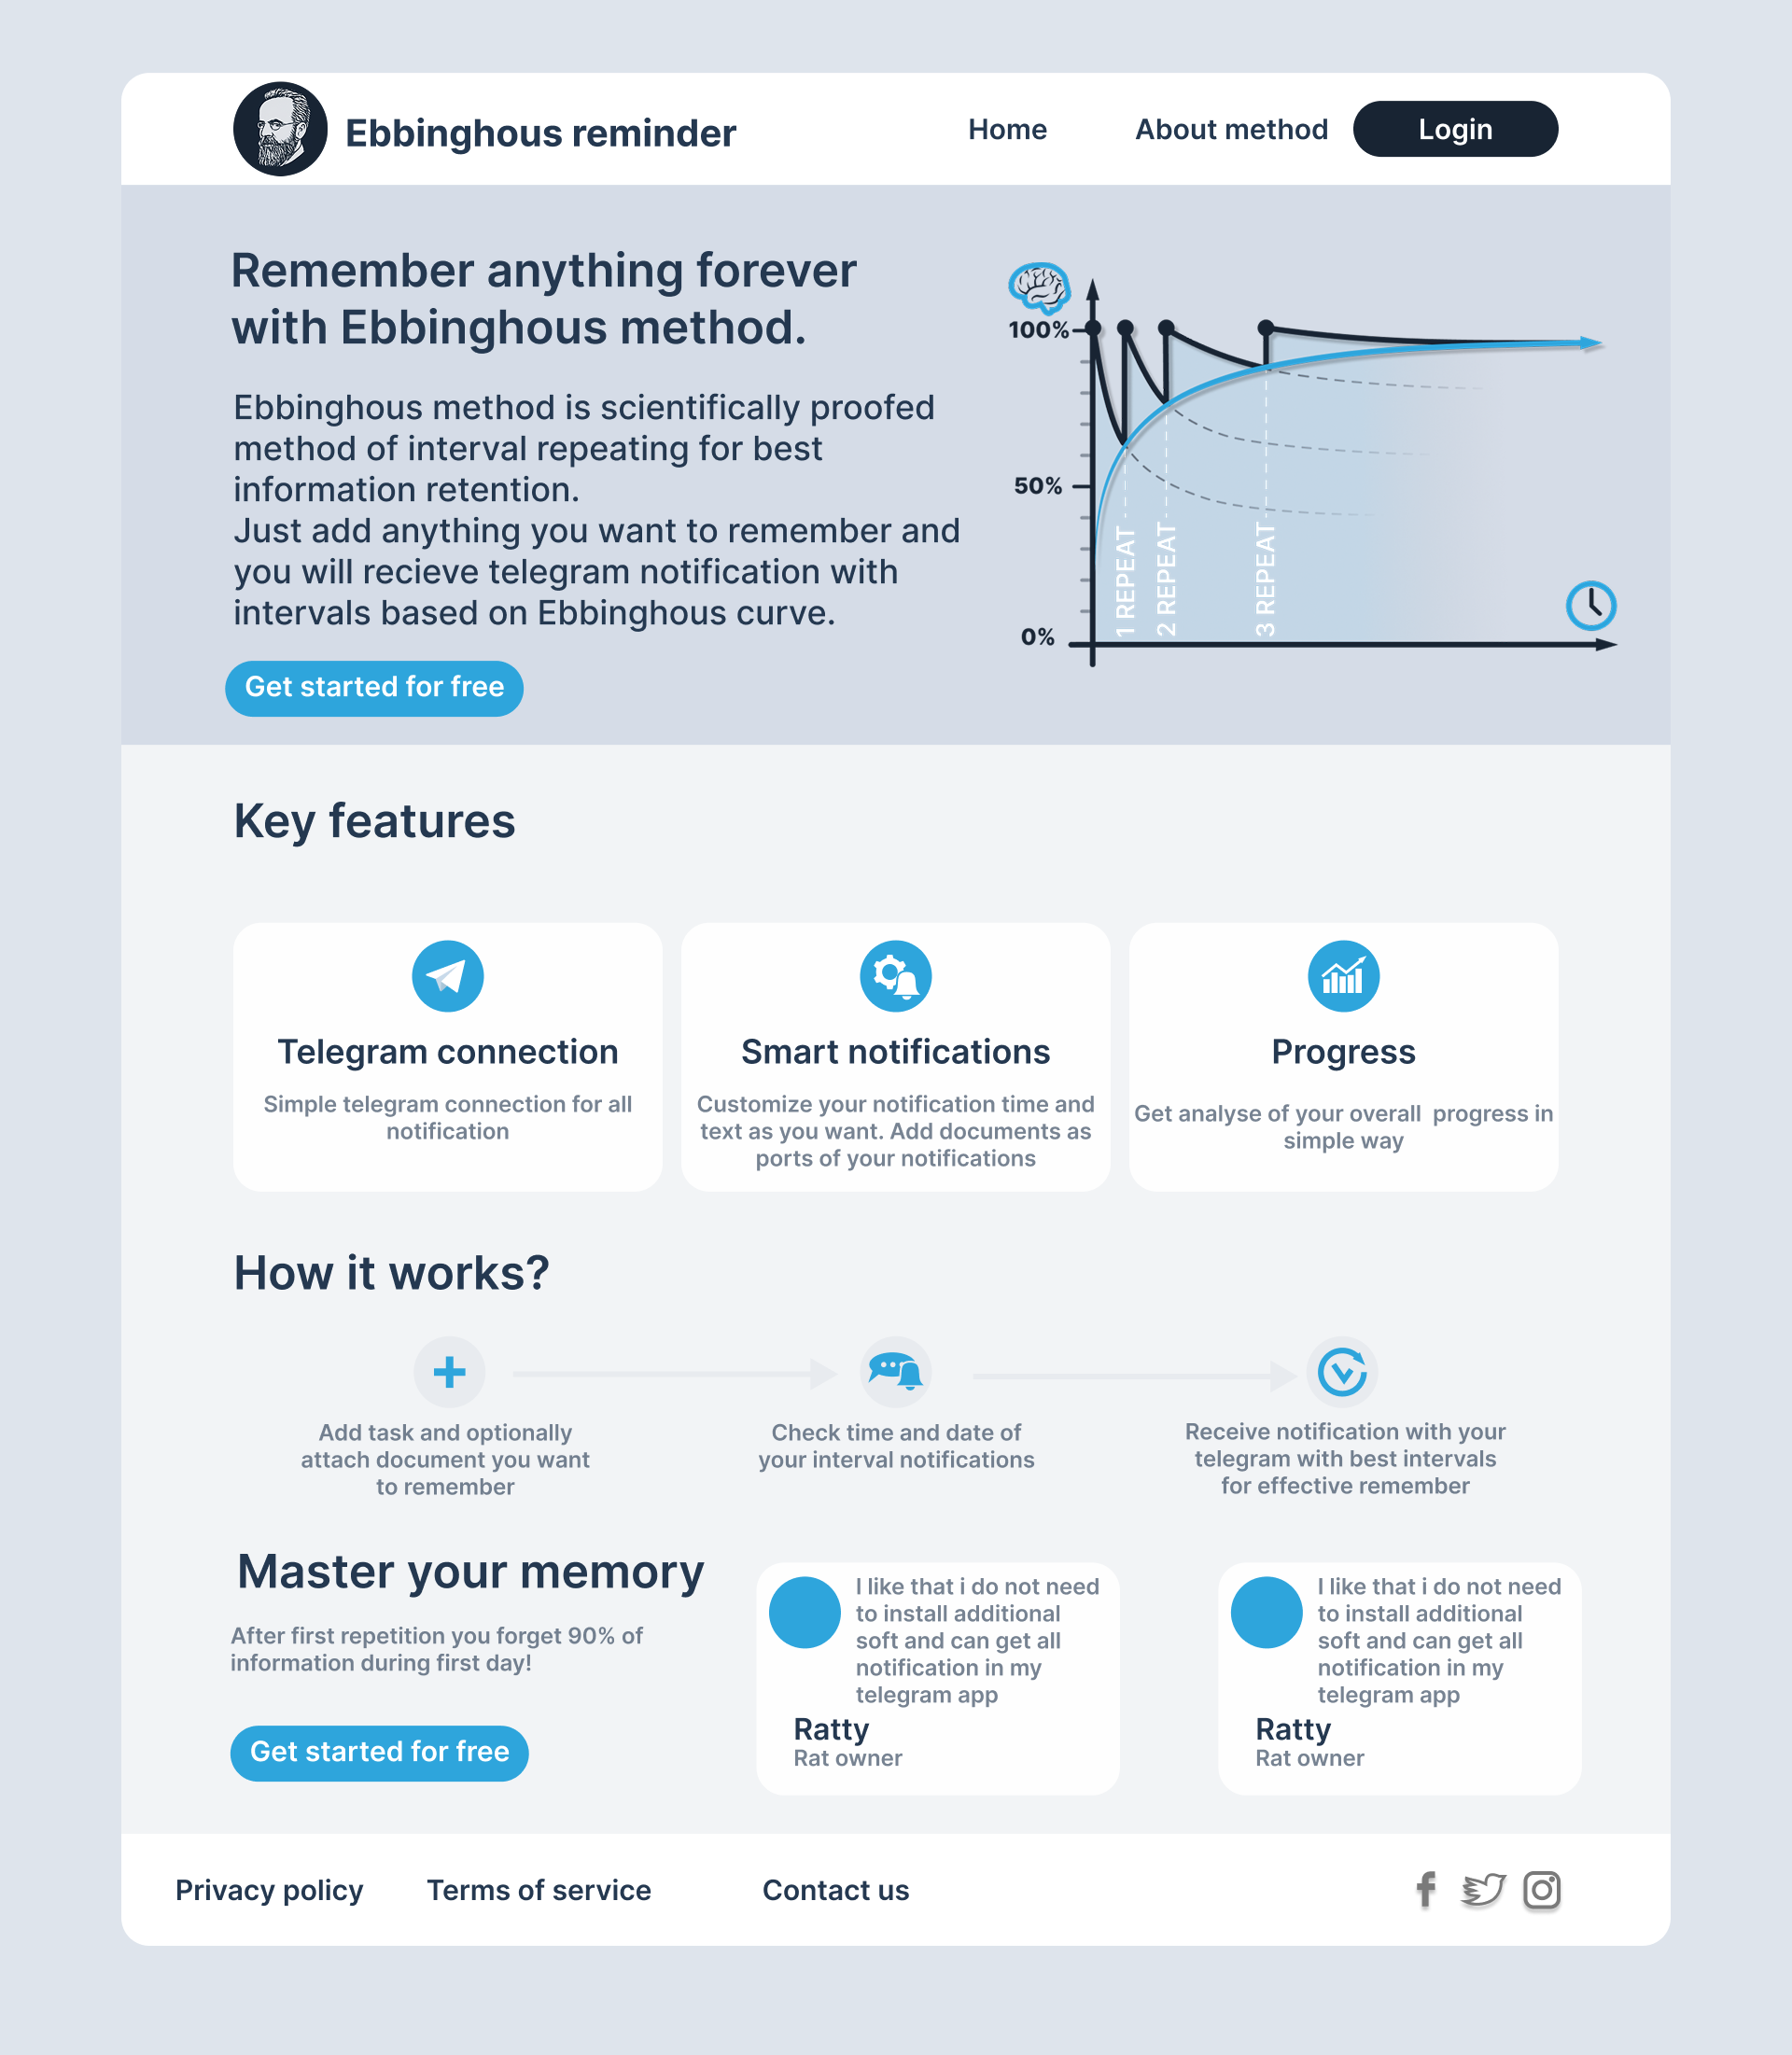 Ebbinghous reminder
Home
About method
Login
Remember anything forever
with Ebbinghous method.
Ebbinghous method is scientifically proofed
method of interval repeating for best
information retention.
Just add anything you want to remember and
you will recieve telegram notification with
intervals based on Ebbinghous curve.
Get started for free
100%
50%
0%
1 REPEAT
2 REPEAT
3 REPEAT
Key features
Telegram connection
Simple telegram connection for all
notification
Smart notifications
Customize your notification time and
text as you want. Add documents as
ports of your notifications
Progress
Get analyse of your overall  progress in
simple way
How it works?
Add task and optionally
attach document you want
to remember
Check time and date of
your interval notifications
Receive notification with your
telegram with best intervals
for effective remember
Master your memory
After first repetition you forget 90% of
information during first day!
Get started for free
I like that i do not need
to install additional
soft and can get all
notification in my
telegram app
Ratty
Rat owner
I like that i do not need
to install additional
soft and can get all
notification in my
telegram app
Ratty
Rat owner
Privacy policy
Terms of service
Contact us